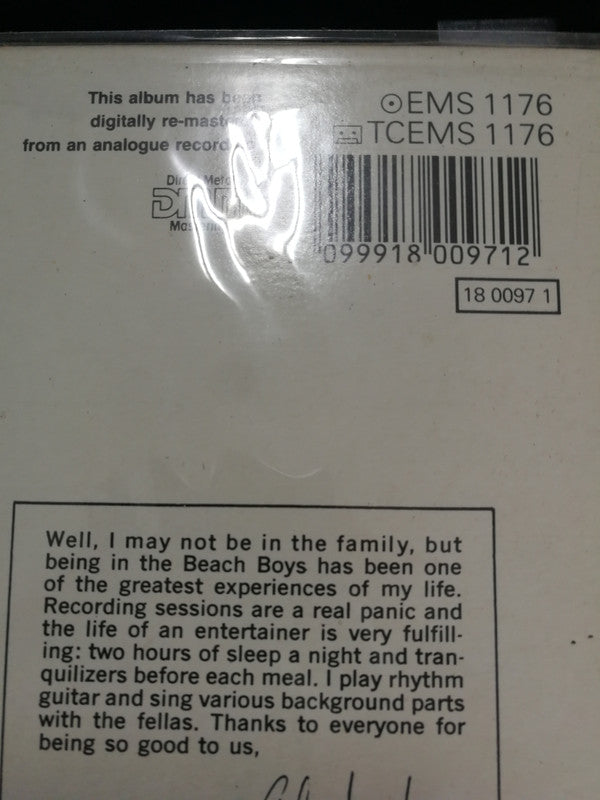 This album has been
digitally re-mast
from an analogue record
EMS 1176
TCEMS 1176
DMM
099918 009712
18 0097 1
Well, I may not be in the family, but
being in the Beach Boys has been one
of the greatest experiences of my life.
Recording sessions are a real panic and
the life of an entertainer is very fulfill-
ing: two hours of sleep a night and tran-
quilizers before each meal. I play rhythm
guitar and sing various background parts
with the fellas. Thanks to everyone for
being so good to us,